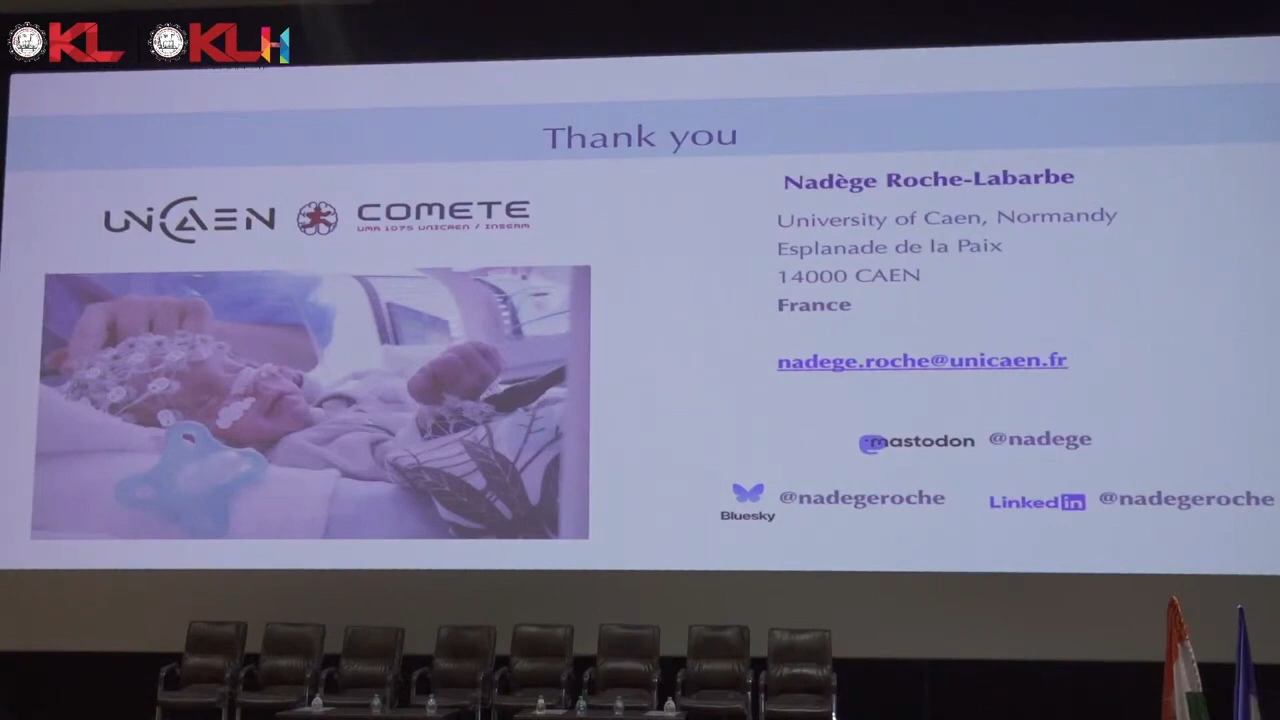 KL KLH
Thank you
UNICAEN
COMETE
UMR 1075 UNICAEN / INSERM
Nadège Roche-Labarbe
University of Caen, Normandy
Esplanade de la Paix
14000 CAEN
France
nadege.roche@unicaen.fr
mastodon @nadege
Bluesky @nadegeroche
LinkedIn @nadegeroche